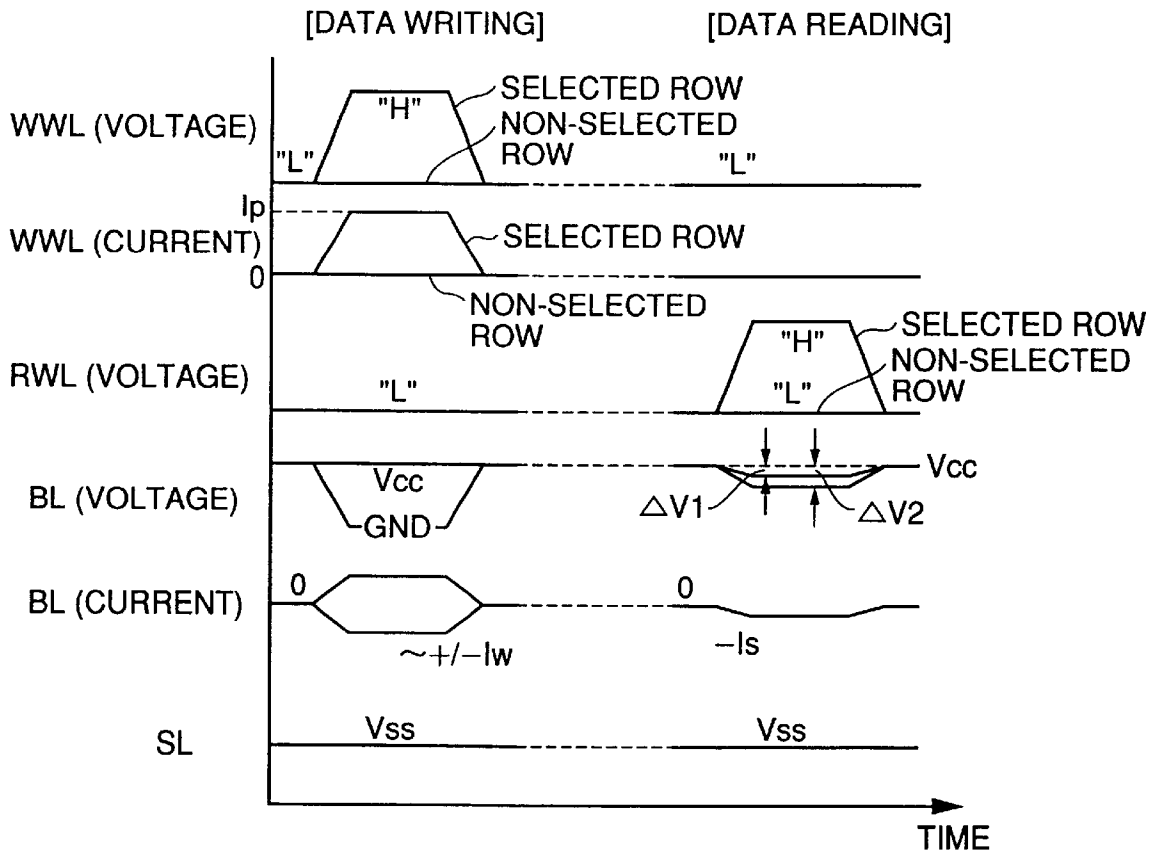 [DATA WRITING] [DATA READING]
WWL (VOLTAGE)
"L"
"H"
SELECTED ROW
NON-SELECTED
ROW
"L"
WWL (CURRENT)
Ip
0
SELECTED ROW
NON-SELECTED
ROW
RWL (VOLTAGE)
"L"
"H"
"L"
SELECTED ROW
NON-SELECTED
ROW
BL (VOLTAGE)
Vcc
GND
Vcc
△V1
△V2
BL (CURRENT)
0
~+/−Iw
0
−Is
SL
Vss
Vss
TIME